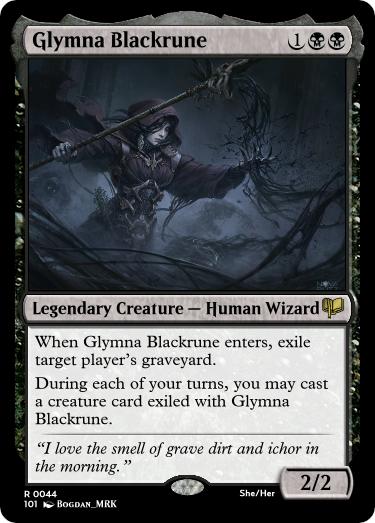 Glymna Blackrune 1
Legendary Creature — Human Wizard
When Glymna Blackrune enters, exile
target player's graveyard.
During each of your turns, you may cast
a creature card exiled with Glymna
Blackrune.
“I love the smell of grave dirt and ichor in
the morning.”
2/2
R 0044
101 Bogdan_MRK
She/Her